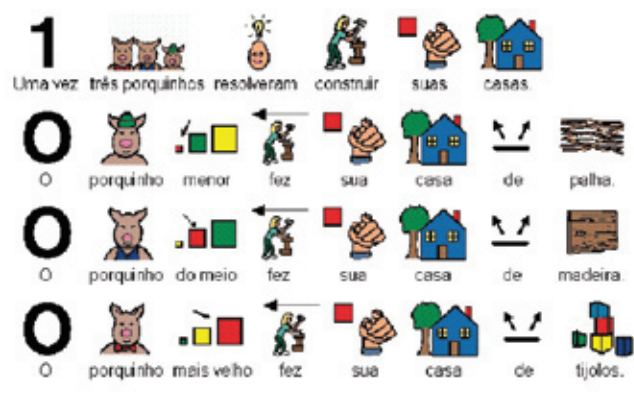 1
Uma vez três porquinhos resolveram construir suas casas.
O
O porquinho menor fez sua casa de palha.
O
O porquinho do meio fez sua casa de madeira.
O
O porquinho mais velho fez sua casa de tijolos.